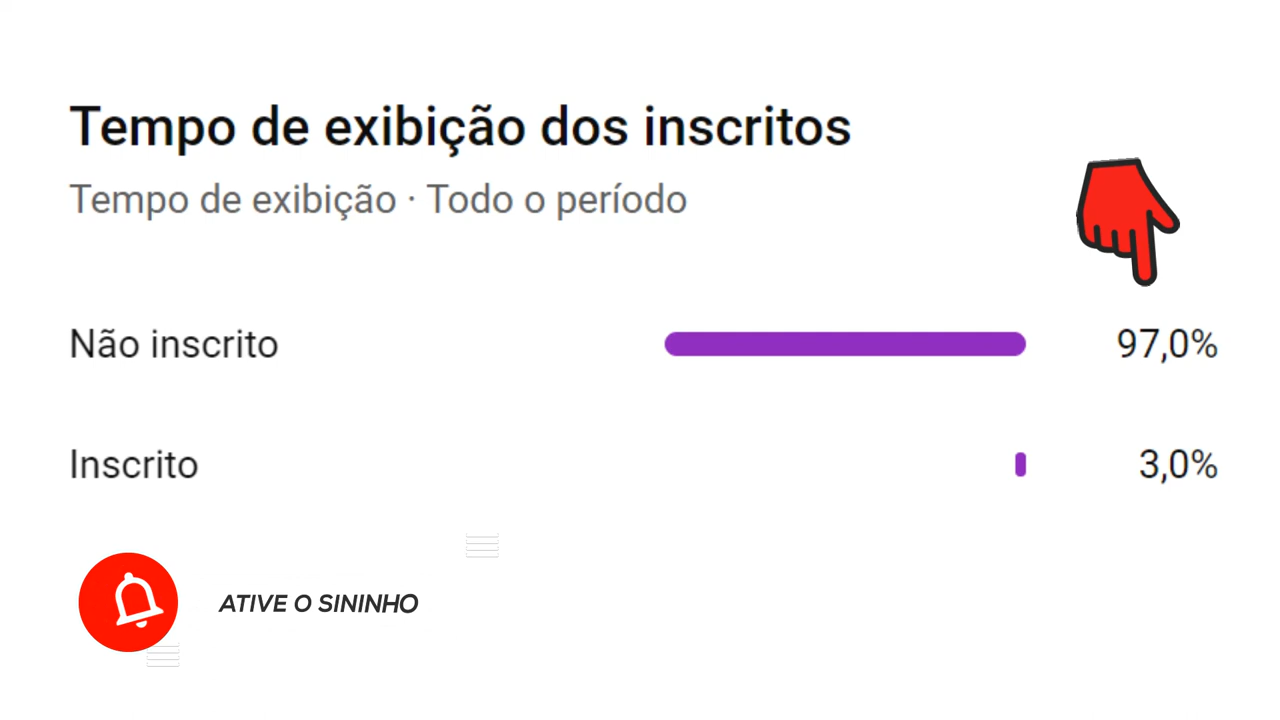 Tempo de exibição dos inscritos
Tempo de exibição · Todo o período
Não inscrito 97,0%
Inscrito 3,0%
ATIVE O SININHO